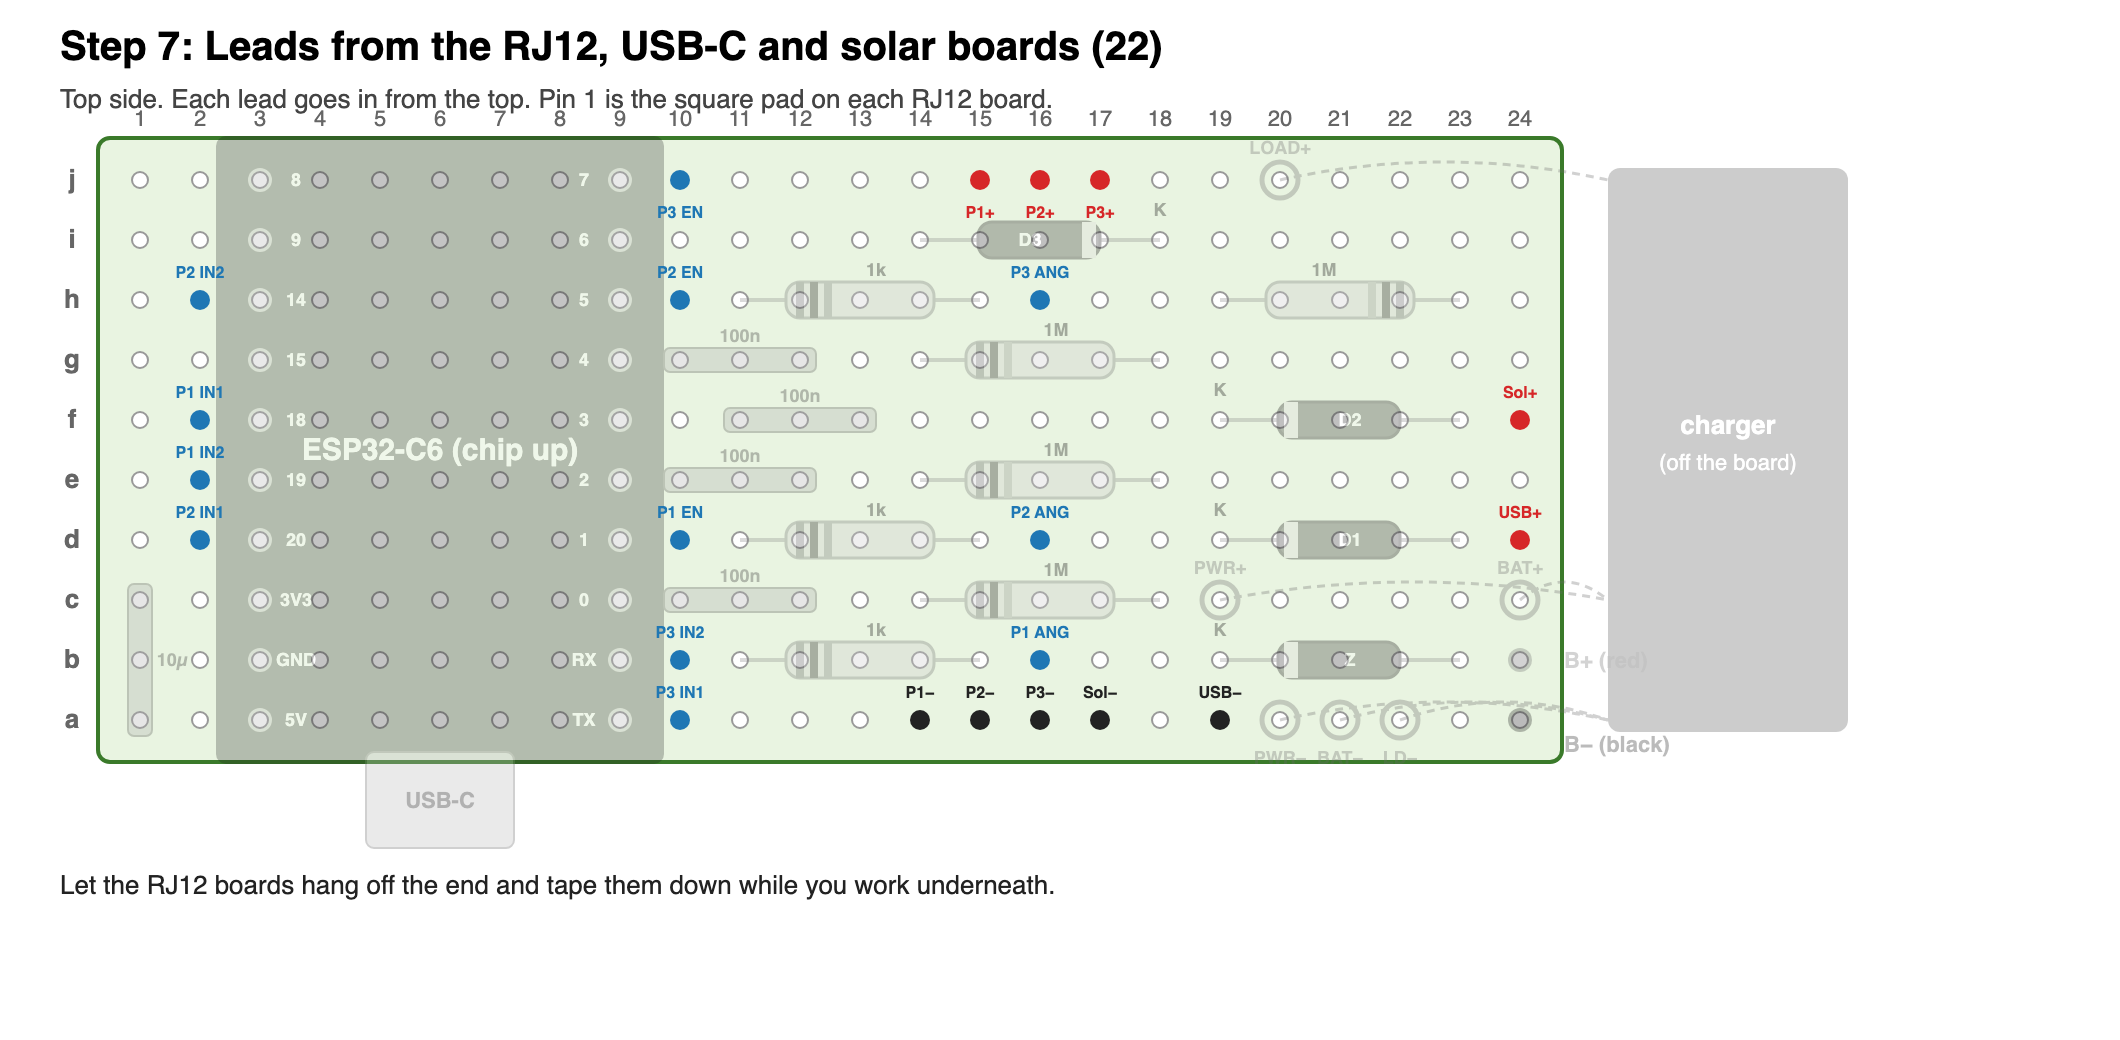 Step 7: Leads from the RJ12, USB-C and solar boards (22)
Top side. Each lead goes in from the top. Pin 1 is the square pad on each RJ12 board.
1 2 3 4 5 6 7 8 9 10 11 12 13 14 15 16 17 18 19 20 21 22 23 24
LOAD+
j 8 7
P3 EN P1+ P2+ P3+ K
i 9 6 D3
P2 IN2 P2 EN 1k P3 ANG 1M
h 14 5
100n 1M
g 15 4
P1 IN1 100n K Sol+
f 18 3 D2
charger
ESP32-C6 (chip up)
P1 IN2 100n 1M
(off the board)
e 19 2
P2 IN1 P1 EN 1k P2 ANG K USB+
d 20 1 D1
100n 1M PWR+ BAT+
c 3V3 0
P3 IN2 1k P1 ANG K
b 10µ GND RX Z B+ (red)
P3 IN1 P1– P2– P3– Sol– USB–
a 5V TX
B– (black)
PWR– BAT– LD–
USB-C
Let the RJ12 boards hang off the end and tape them down while you work underneath.